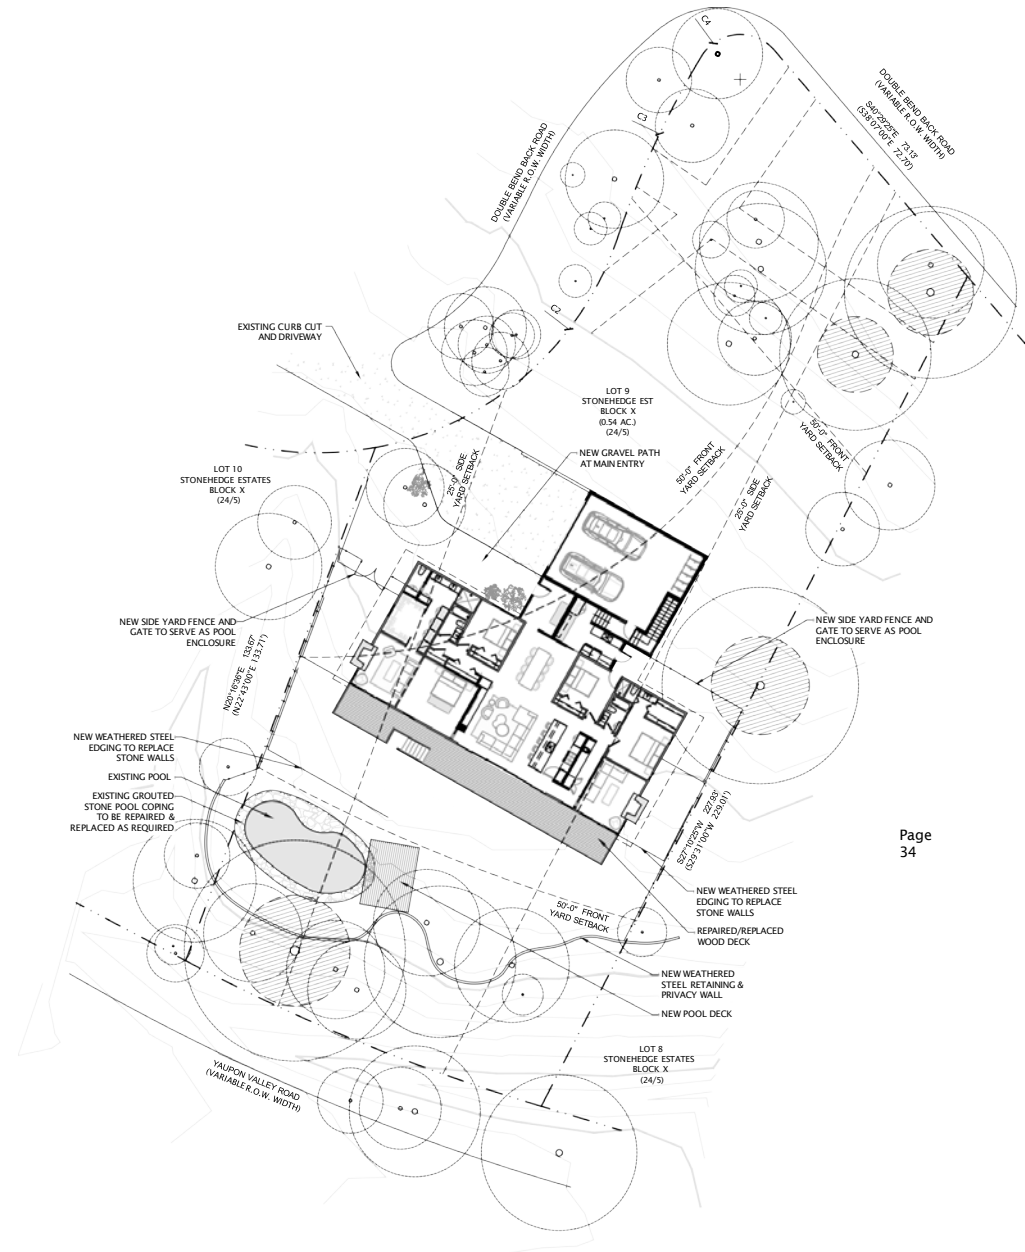 C4
DOUBLE BEND BACK ROAD
(VARIABLE R.O.W. WIDTH)
S40°29'25"E 73.13'
(S38°07'00"E 72.70')
C3
DOUBLE BEND BACK ROAD
(VARIABLE R.O.W. WIDTH)
C2
EXISTING CURB CUT
AND DRIVEWAY
LOT 9
STONEHEDGE EST
BLOCK X
(0.54 AC.)
(24/5)
50'-0" FRONT
YARD SETBACK
NEW GRAVEL PATH
AT MAIN ENTRY
50'-0" FRONT
YARD SETBACK
25'-0" SIDE
YARD SETBACK
25'-0" SIDE
YARD SETBACK
LOT 10
STONEHEDGE ESTATES
BLOCK X
(24/5)
NEW SIDE YARD FENCE AND
GATE TO SERVE AS POOL
ENCLOSURE
NEW SIDE YARD FENCE AND
GATE TO SERVE AS POOL
ENCLOSURE
N20°16'36"E 133.67'
(N22°43'00"E 133.71')
NEW WEATHERED STEEL
EDGING TO REPLACE
STONE WALLS
EXISTING POOL
EXISTING GROUTED
STONE POOL COPING
TO BE REPAIRED &
REPLACED AS REQUIRED
S27°10'25"W 227.93'
(S29°31'00"W 229.01')
Page
34
NEW WEATHERED STEEL
EDGING TO REPLACE
STONE WALLS
50'-0" FRONT
YARD SETBACK
REPAIRED/REPLACED
WOOD DECK
NEW WEATHERED
STEEL RETAINING &
PRIVACY WALL
NEW POOL DECK
LOT 8
STONEHEDGE ESTATES
BLOCK X
(24/5)
YAUPON VALLEY ROAD
(VARIABLE R.O.W. WIDTH)